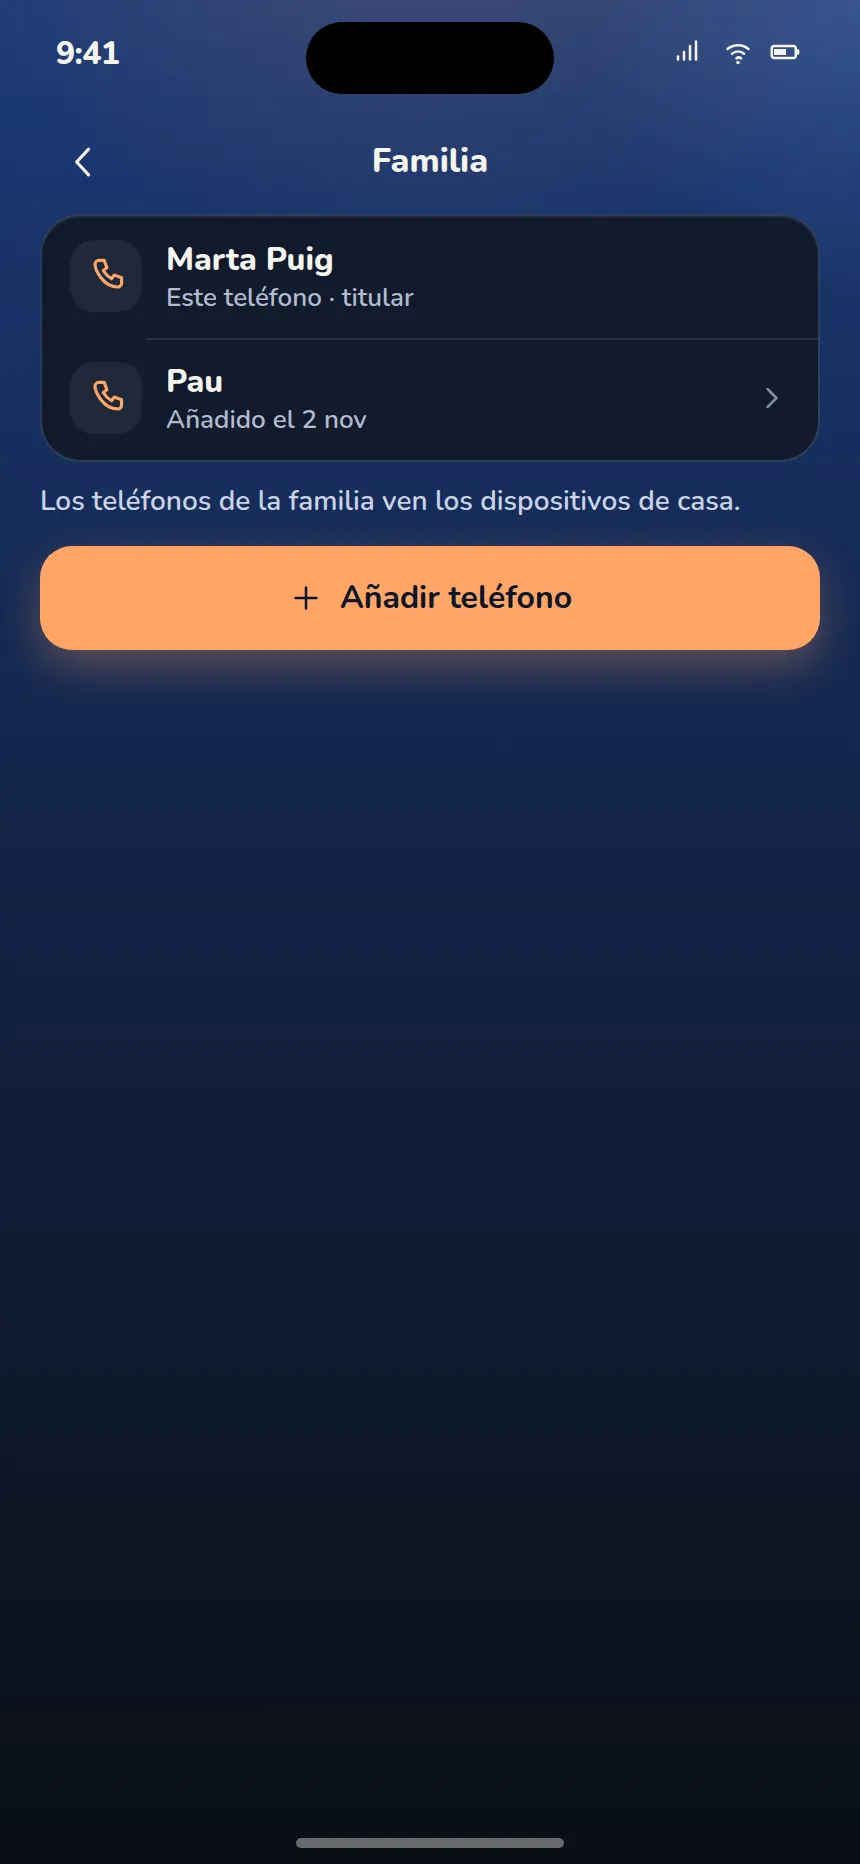 9:41
Familia
Marta Puig
Este teléfono · titular
Pau
Añadido el 2 nov
Los teléfonos de la familia ven los dispositivos de casa.
Añadir teléfono